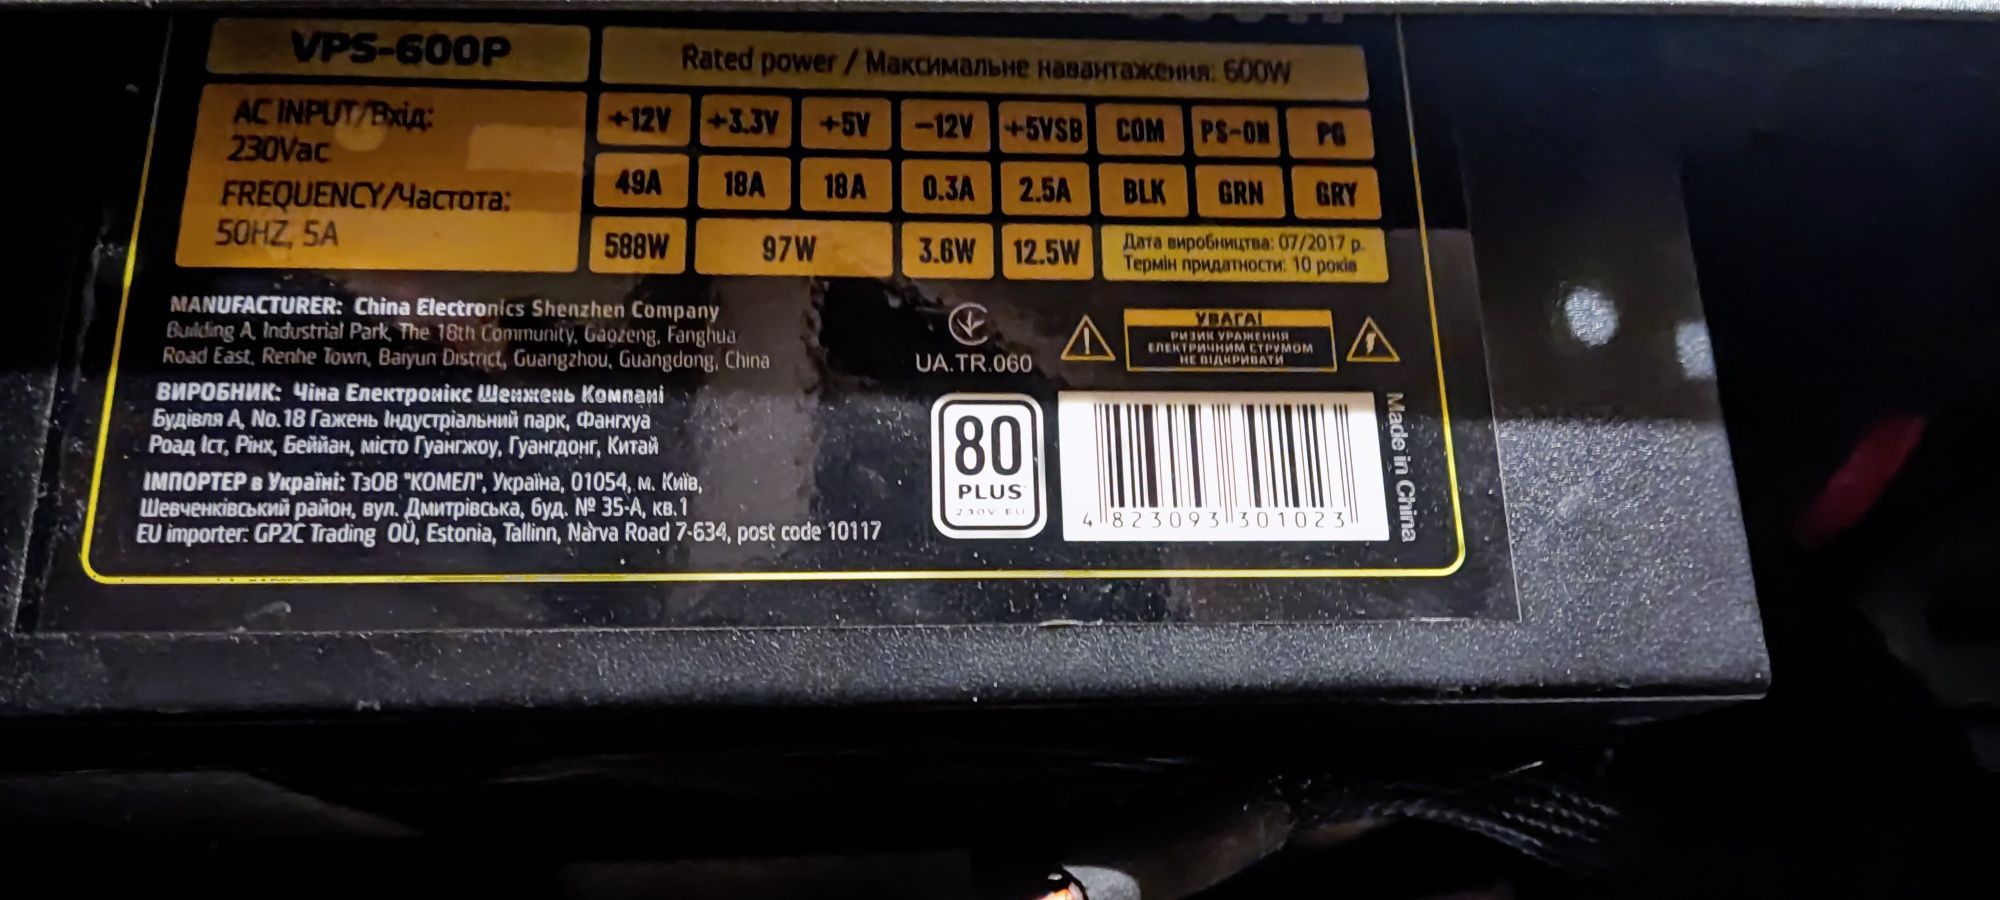 VPS-600P
Rated power / Максимальне навантаження: 600W
AC INPUT/Вхід:
230Vac
FREQUENCY/Частота:
50HZ, 5A
+12V +3.3V +5V -12V +5VSB COM PS-ON PG
49A 18A 18A 0.3A 2.5A BLK GRN GRY
588W 97W 3.6W 12.5W
Дата виробництва: 07/2017 р.
Термін придатності: 10 років
MANUFACTURER: China Electronics Shenzhen Company
Building A, Industrial Park, The 18th Community, Gaozeng, Fanghua
Road East, Renhe Town, Baiyun District, Guangzhou, Guangdong, China
ВИРОБНИК: Чіна Електронікс Шенжень Компані
Будівля А, No.18 Гажень Індустріальний парк, Фангхуа
Роад Іст, Рінх, Беййан, місто Гуангжоу, Гуангдонг, Китай
ІМПОРТЕР в Україні: ТзОВ "КОМЕЛ", Україна, 01054, м. Київ,
Шевченківський район, вул. Дмитрівська, буд. № 35-А, кв.1
EU importer: GP2C Trading OÜ, Estonia, Tallinn, Narva Road 7-634, post code 10117
UA.TR.060
УВАГА!
РИЗИК УРАЖЕННЯ
ЕЛЕКТРИЧНИМ СТРУМОМ
НЕ ВІДКРИВАТИ
80
PLUS
230V EU
4 823093 301023
Made in China